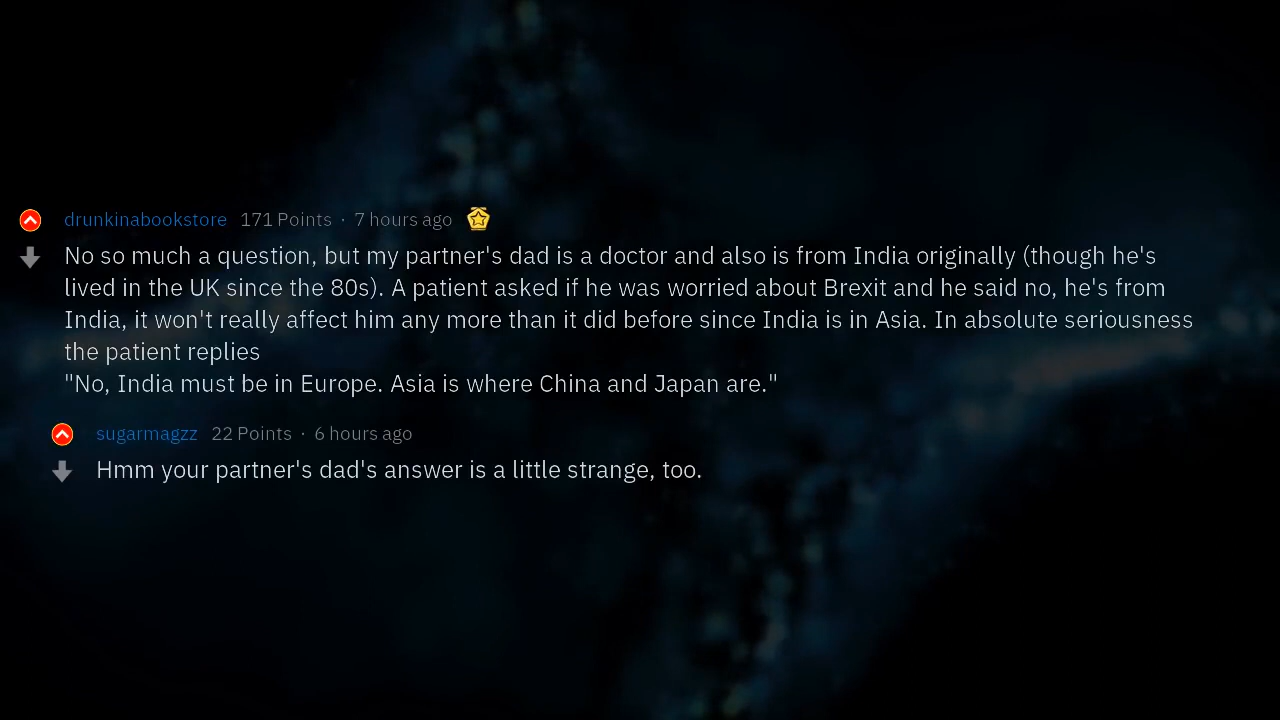 drunkinabookstore 171 Points · 7 hours ago
No so much a question, but my partner's dad is a doctor and also is from India originally (though he's
lived in the UK since the 80s). A patient asked if he was worried about Brexit and he said no, he's from
India, it won't really affect him any more than it did before since India is in Asia. In absolute seriousness
the patient replies
"No, India must be in Europe. Asia is where China and Japan are."
sugarmagzz 22 Points · 6 hours ago
Hmm your partner's dad's answer is a little strange, too.